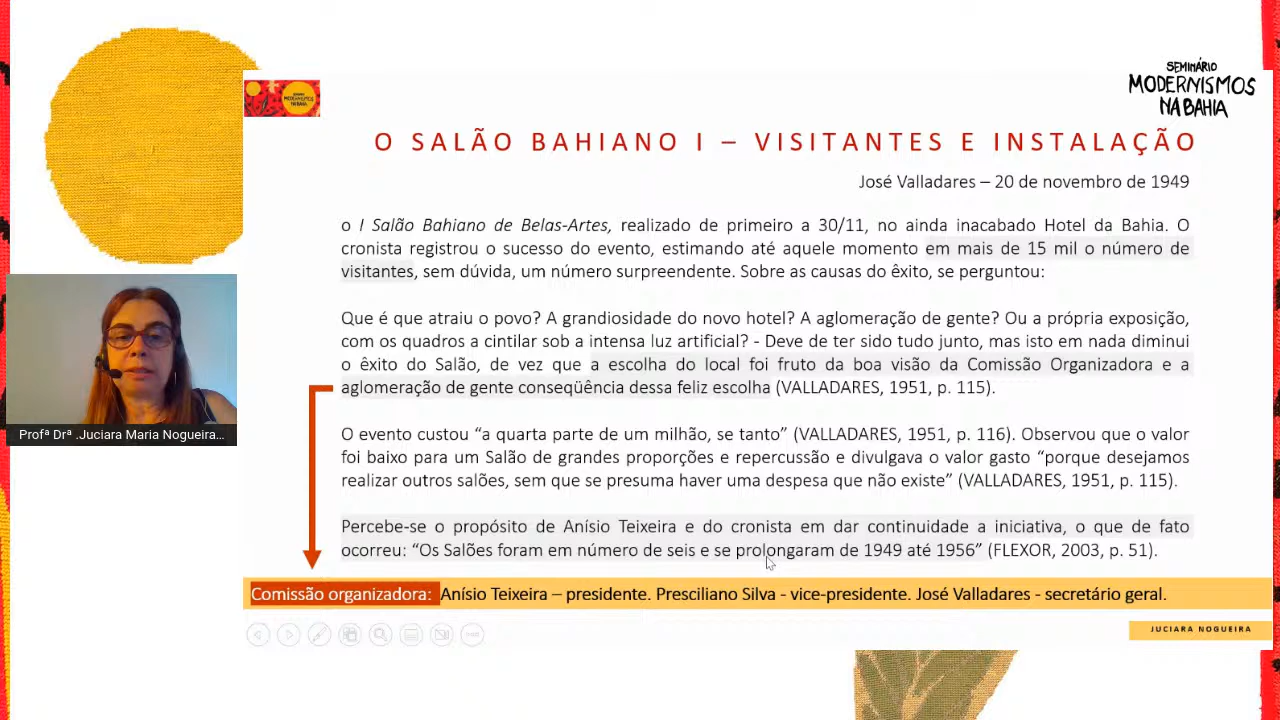 SEMINÁRIO
MODERNISMOS
NA BAHIA
O SALÃO BAHIANO I – VISITANTES E INSTALAÇÃO
José Valladares – 20 de novembro de 1949
o I Salão Bahiano de Belas-Artes, realizado de primeiro a 30/11, no ainda inacabado Hotel da Bahia. O
cronista registrou o sucesso do evento, estimando até aquele momento em mais de 15 mil o número de
visitantes, sem dúvida, um número surpreendente. Sobre as causas do êxito, se perguntou:
Que é que atraiu o povo? A grandiosidade do novo hotel? A aglomeração de gente? Ou a própria exposição,
com os quadros a cintilar sob a intensa luz artificial? - Deve de ter sido tudo junto, mas isto em nada diminui
o êxito do Salão, de vez que a escolha do local foi fruto da boa visão da Comissão Organizadora e a
aglomeração de gente conseqüência dessa feliz escolha (VALLADARES, 1951, p. 115).
O evento custou “a quarta parte de um milhão, se tanto” (VALLADARES, 1951, p. 116). Observou que o valor
foi baixo para um Salão de grandes proporções e repercussão e divulgava o valor gasto “porque desejamos
realizar outros salões, sem que se presuma haver uma despesa que não existe” (VALLADARES, 1951, p. 115).
Percebe-se o propósito de Anísio Teixeira e do cronista em dar continuidade a iniciativa, o que de fato
ocorreu: “Os Salões foram em número de seis e se prolongaram de 1949 até 1956” (FLEXOR, 2003, p. 51).
Comissão organizadora: Anísio Teixeira – presidente. Presciliano Silva - vice-presidente. José Valladares - secretário geral.
JUCIARA NOGUEIRA
Profª Drª .Juciara Maria Nogueira...
MODERNISMOS
NA BAHIA